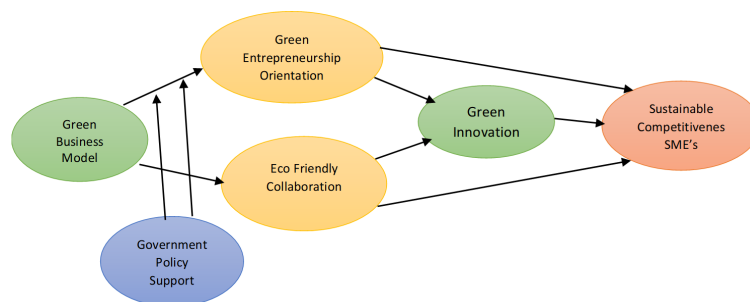 Green
Entrepreneurship
Orientation
Green
Business
Model
Green
Innovation
Sustainable
Competitivenes
SME's
Eco Friendly
Collaboration
Government
Policy
Support